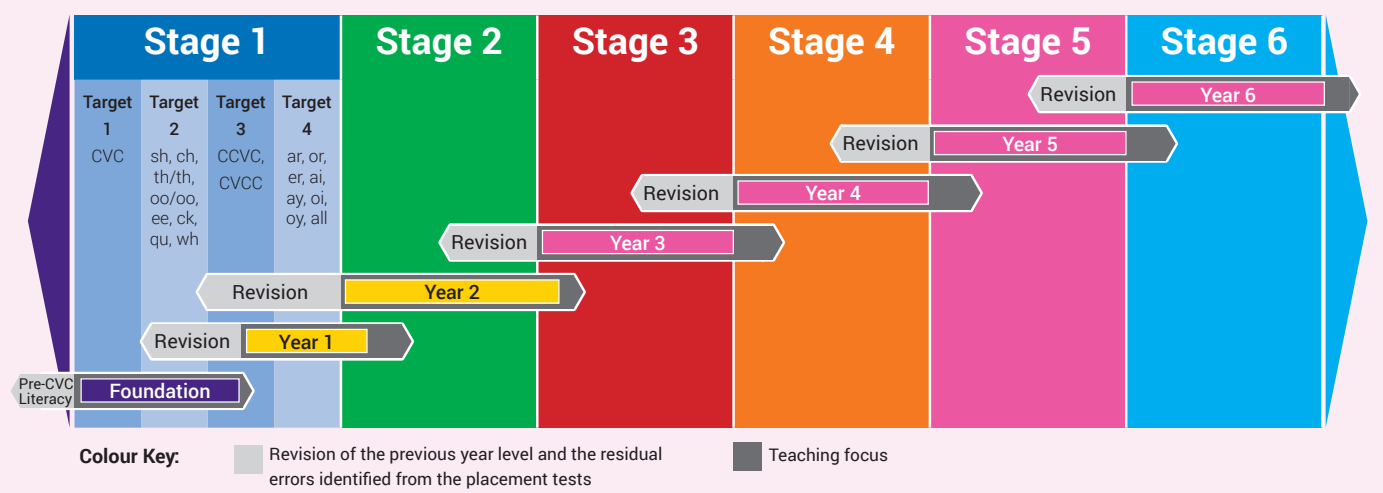 Stage 1
Stage 2
Stage 3
Stage 4
Stage 5
Stage 6
Target
1
CVC
Target
2
sh, ch,
th/th,
oo/oo,
ee, ck,
qu, wh
Target
3
CCVC,
CVCC
Target
4
ar, or,
er, ai,
ay, oi,
oy, all
Revision Year 6
Revision Year 5
Revision Year 4
Revision Year 3
Revision Year 2
Revision Year 1
Pre-CVC
Literacy
Foundation
Colour Key:
Revision of the previous year level and the residual
errors identified from the placement tests
Teaching focus